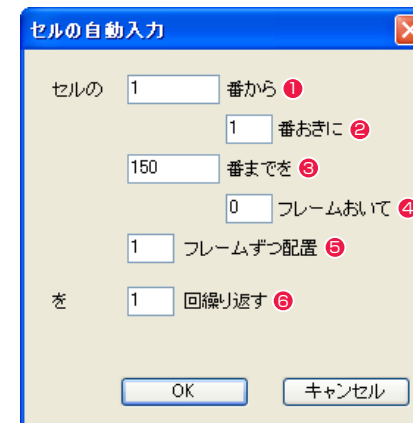 セルの自動入力
セルの 1 番から ❶
1 番おきに ❷
150 番までを ❸
0 フレームおいて ❹
1 フレームずつ配置 ❺
を 1 回繰り返す ❻
OK キャンセル